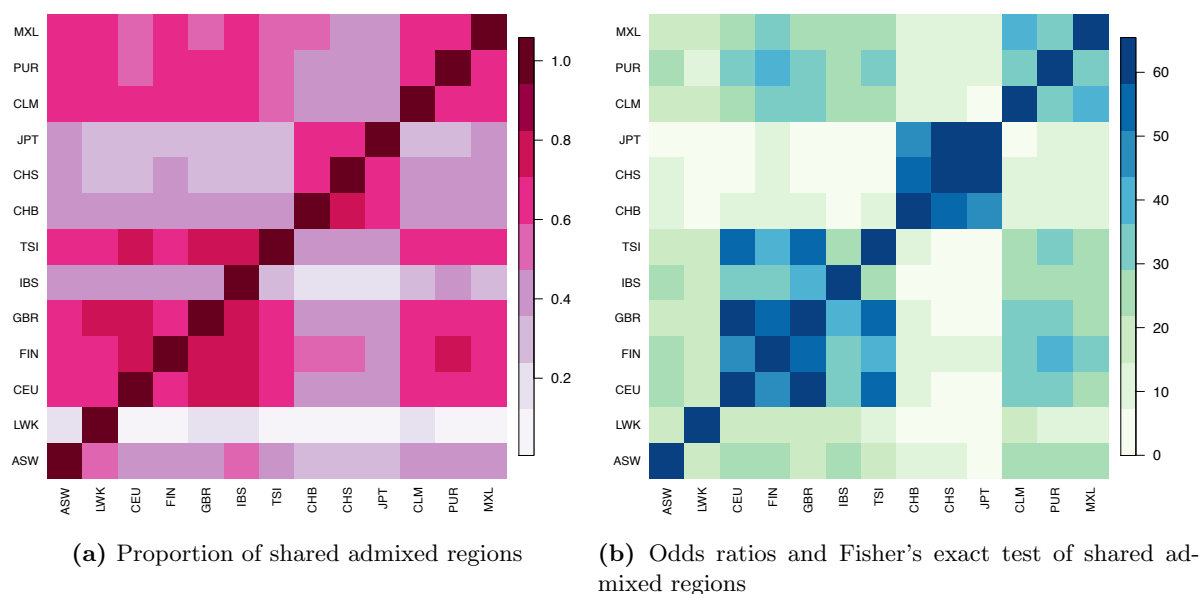 MXL
PUR
CLM
JPT
CHS
CHB
TSI
IBS
GBR
FIN
CEU
LWK
ASW
ASW LWK CEU FIN GBR IBS TSI CHB CHS JPT CLM PUR MXL
1.0
0.8
0.6
0.4
0.2
(a) Proportion of shared admixed regions
MXL
PUR
CLM
JPT
CHS
CHB
TSI
IBS
GBR
FIN
CEU
LWK
ASW
ASW LWK CEU FIN GBR IBS TSI CHB CHS JPT CLM PUR MXL
60
50
40
30
20
10
0
(b) Odds ratios and Fisher's exact test of shared ad-
mixed regions